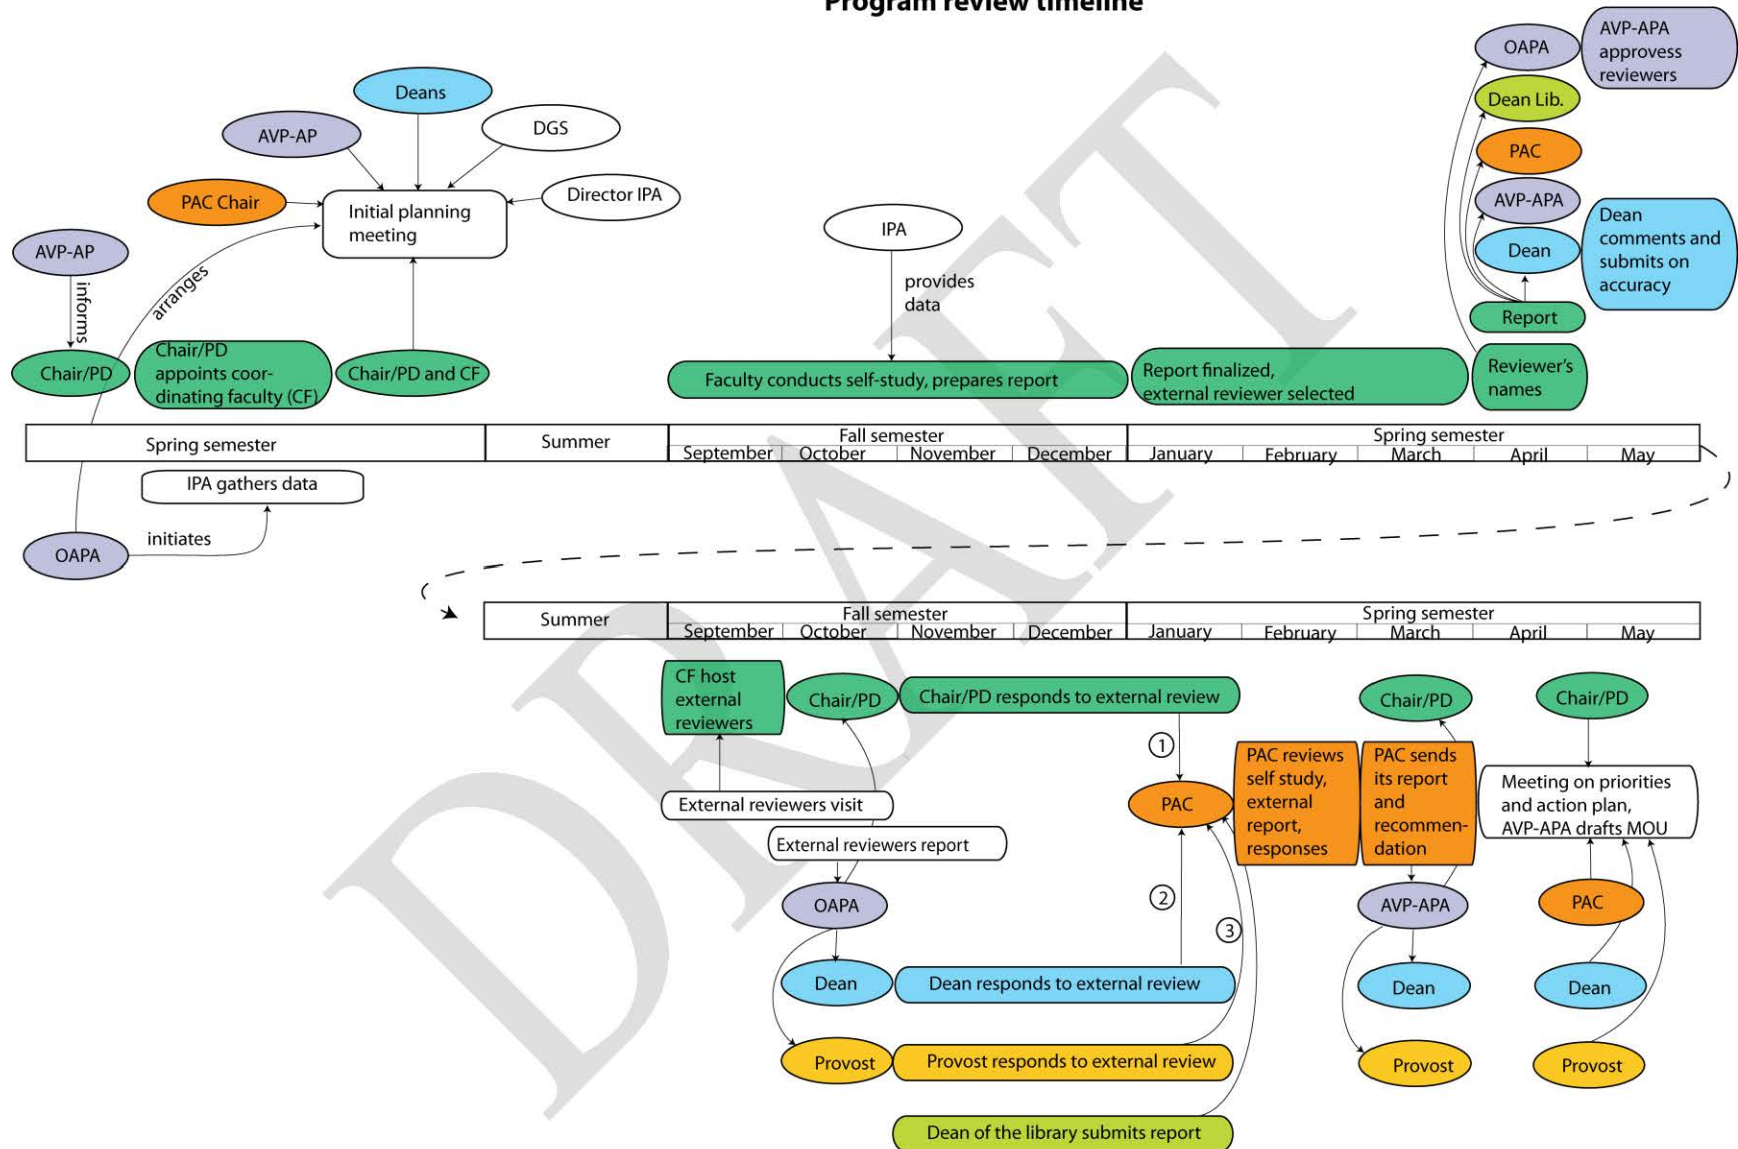 Program review timeline
OAPA
AVP-APA
approvess
reviewers
Dean Lib.
PAC
AVP-APA
Dean
Dean
comments and
submits on
accuracy
Report
Reviewer's
names
Deans
AVP-AP
DGS
PAC Chair
Director IPA
Initial planning
meeting
AVP-AP
informs
arranges
Chair/PD
Chair/PD
appoints coor-
dinating faculty (CF)
Chair/PD and CF
IPA
provides
data
Faculty conducts self-study, prepares report
Report finalized,
external reviewer selected
Spring semester
Summer
Fall semester
September
October
November
December
Spring semester
January
February
March
April
May
IPA gathers data
OAPA
initiates
DRAFT
Summer
Fall semester
September
October
November
December
Spring semester
January
February
March
April
May
CF host
external
reviewers
Chair/PD
Chair/PD responds to external review
Chair/PD
Chair/PD
1
External reviewers visit
PAC
PAC reviews
self study,
external
report,
responses
PAC sends
its report
and
recommen-
dation
Meeting on priorities
and action plan,
AVP-APA drafts MOU
External reviewers report
OAPA
2
3
AVP-APA
PAC
Dean
Dean responds to external review
Dean
Dean
Provost
Provost responds to external review
Provost
Provost
Dean of the library submits report